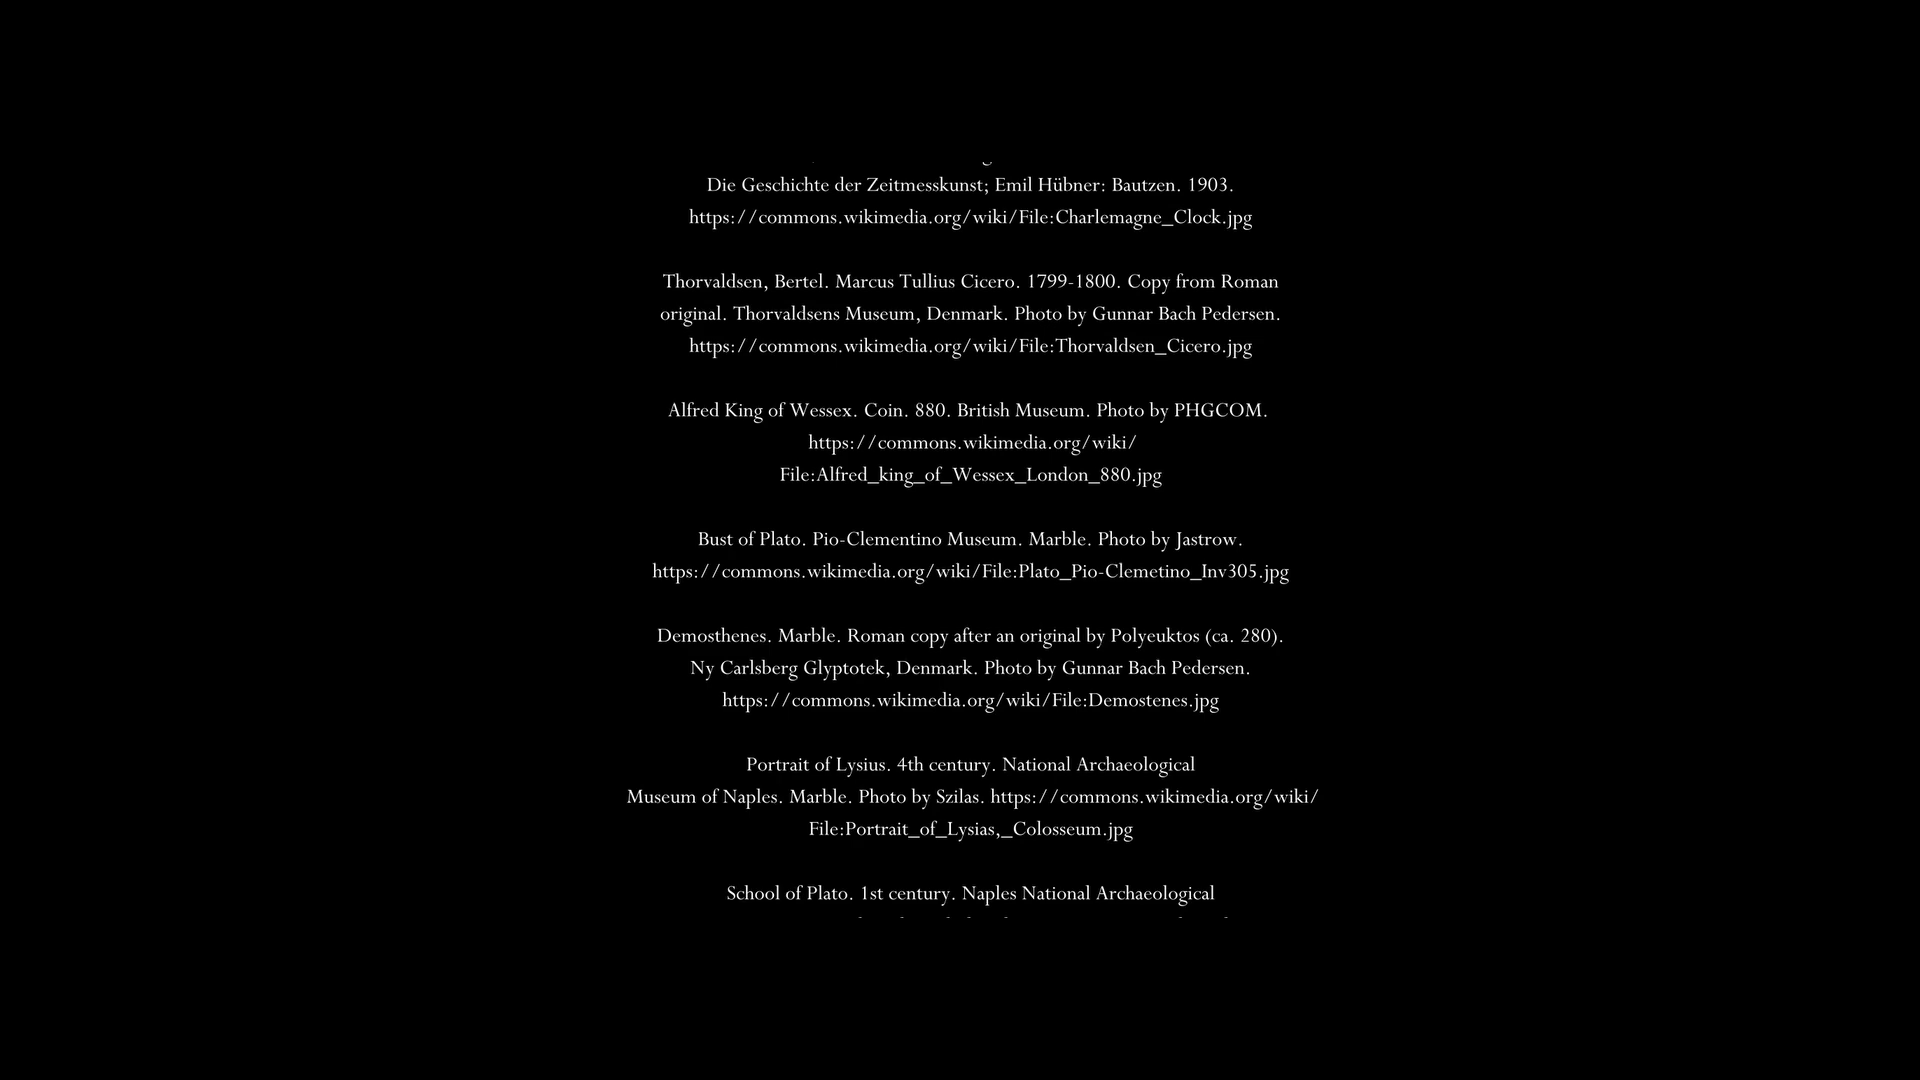 Die Geschichte der Zeitmesskunst; Emil Hübner: Bautzen. 1903.
https://commons.wikimedia.org/wiki/File:Charlemagne_Clock.jpg
Thorvaldsen, Bertel. Marcus Tullius Cicero. 1799-1800. Copy from Roman
original. Thorvaldsens Museum, Denmark. Photo by Gunnar Bach Pedersen.
https://commons.wikimedia.org/wiki/File:Thorvaldsen_Cicero.jpg
Alfred King of Wessex. Coin. 880. British Museum. Photo by PHGCOM.
https://commons.wikimedia.org/wiki/
File:Alfred_king_of_Wessex_London_880.jpg
Bust of Plato. Pio-Clementino Museum. Marble. Photo by Jastrow.
https://commons.wikimedia.org/wiki/File:Plato_Pio-Clemetino_Inv305.jpg
Demosthenes. Marble. Roman copy after an original by Polyeuktos (ca. 280).
Ny Carlsberg Glyptotek, Denmark. Photo by Gunnar Bach Pedersen.
https://commons.wikimedia.org/wiki/File:Demostenes.jpg
Portrait of Lysius. 4th century. National Archaeological
Museum of Naples. Marble. Photo by Szilas. https://commons.wikimedia.org/wiki/
File:Portrait_of_Lysias,_Colosseum.jpg
School of Plato. 1st century. Naples National Archaeological